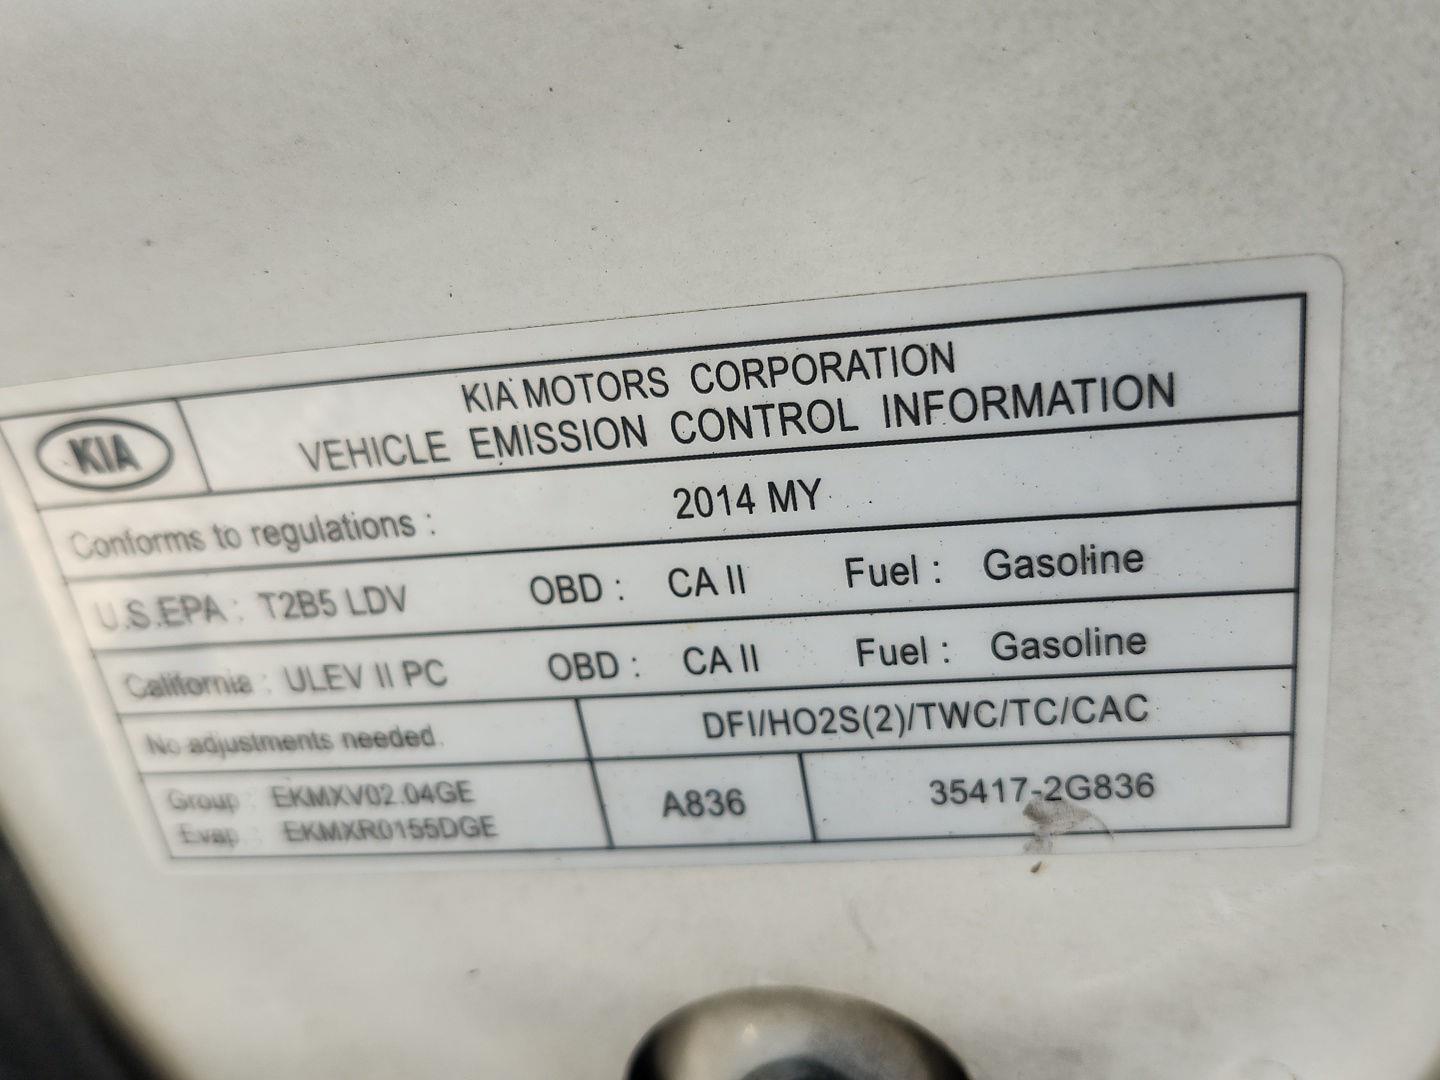 KIA
KIA MOTORS CORPORATION
VEHICLE EMISSION CONTROL INFORMATION
Conforms to regulations : 2014 MY
U.S.EPA : T2B5 LDV OBD : CA II Fuel : Gasoline
California : ULEV II PC OBD : CA II Fuel : Gasoline
No adjustments needed. DFI/HO2S(2)/TWC/TC/CAC
Group : EKMXV02.04GE
Evap : EKMXR0155DGE
A836
35417-2G836